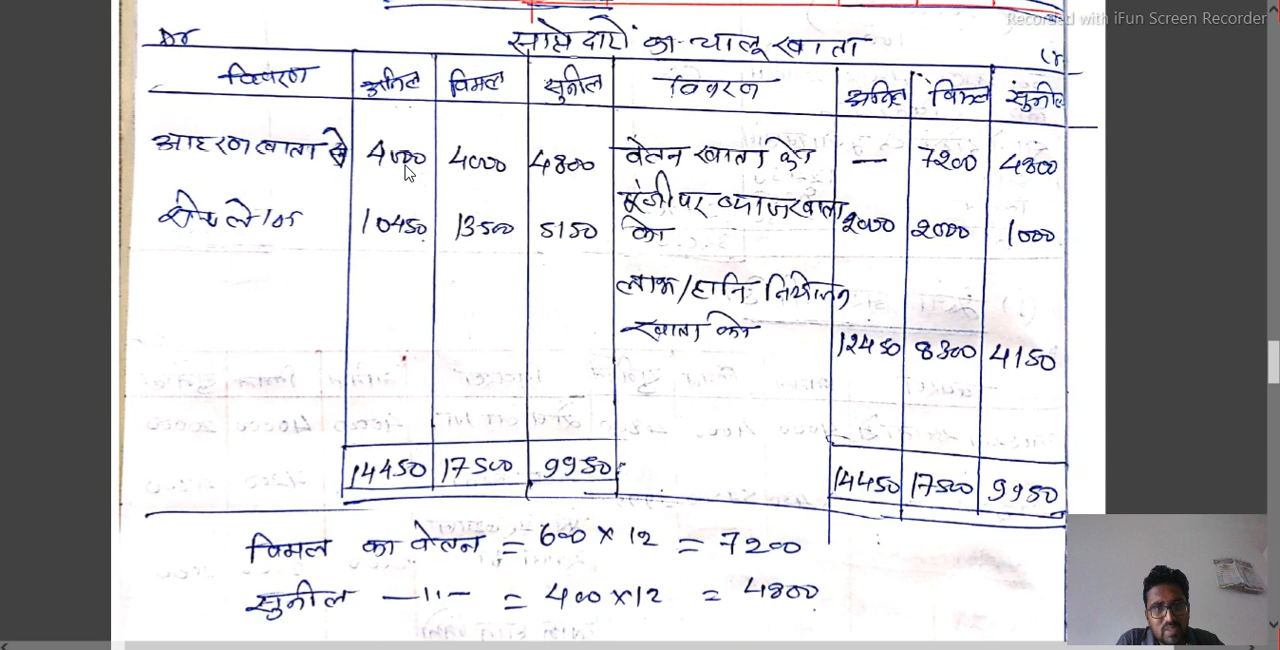 Recorded with iFun Screen Recorder
साझेदारों का चालू खाता
Dr Cr
विवरण अनिल विमल सुनील विवरण अनिल विमल सुनील
आहरण खाता से 4000 4000 4800 वेतन खाता को — 7200 4800
पूंजी पर ब्याज खाता
शेष ले 10450 13500 5150 को 2000 2000 1000
लाभ/हानि नियोजन
खाता को 12450 8300 4150
14450 17500 9950 14450 17500 9950
विमल का वेतन = 600 × 12 = 7200
सुनील —11— = 400 × 12 = 4800